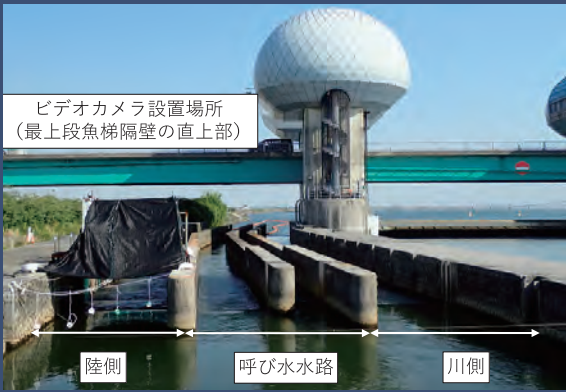 ビデオカメラ設置場所
（最上段魚梯隔壁の直上部）
陸側
呼び水水路
川側